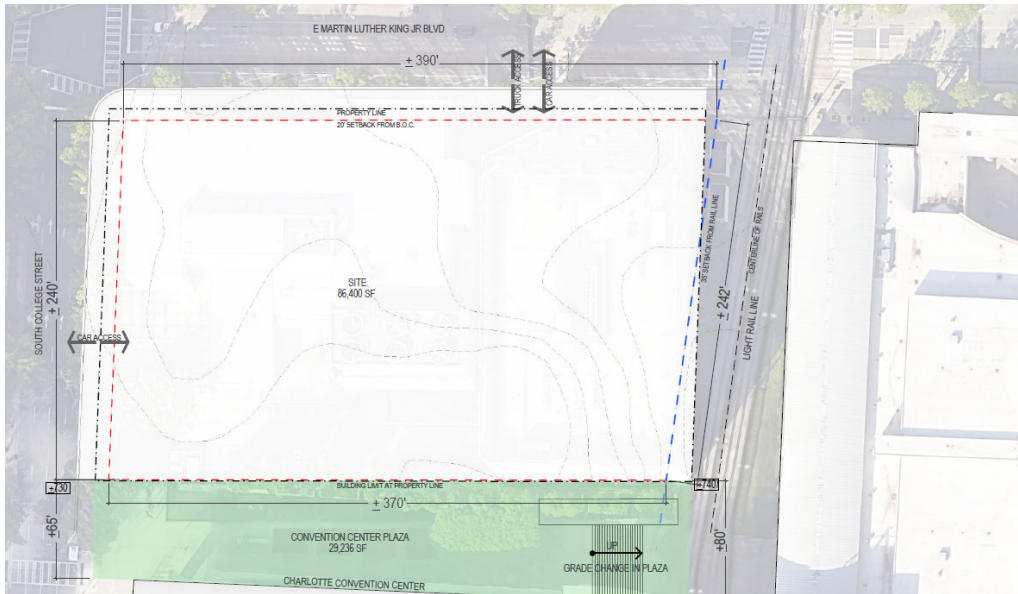 E MARTIN LUTHER KING JR BLVD
± 390'
TRUCK ACCESS
CAR ACCESS
PROPERTY LINE
20' SETBACK FROM B.O.C.
SOUTH COLLEGE STREET
± 240'
CAR ACCESS
SITE
86,400 SF
35' SETBACK FROM RAIL LINE
CENTERLINE OF RAILS
± 242'
LIGHT RAIL LINE
±730
BUILDING LIMIT AT PROPERTY LINE
±740
± 370'
±65'
CONVENTION CENTER PLAZA
29,236 SF
UP
GRADE CHANGE IN PLAZA
±80'
CHARLOTTE CONVENTION CENTER